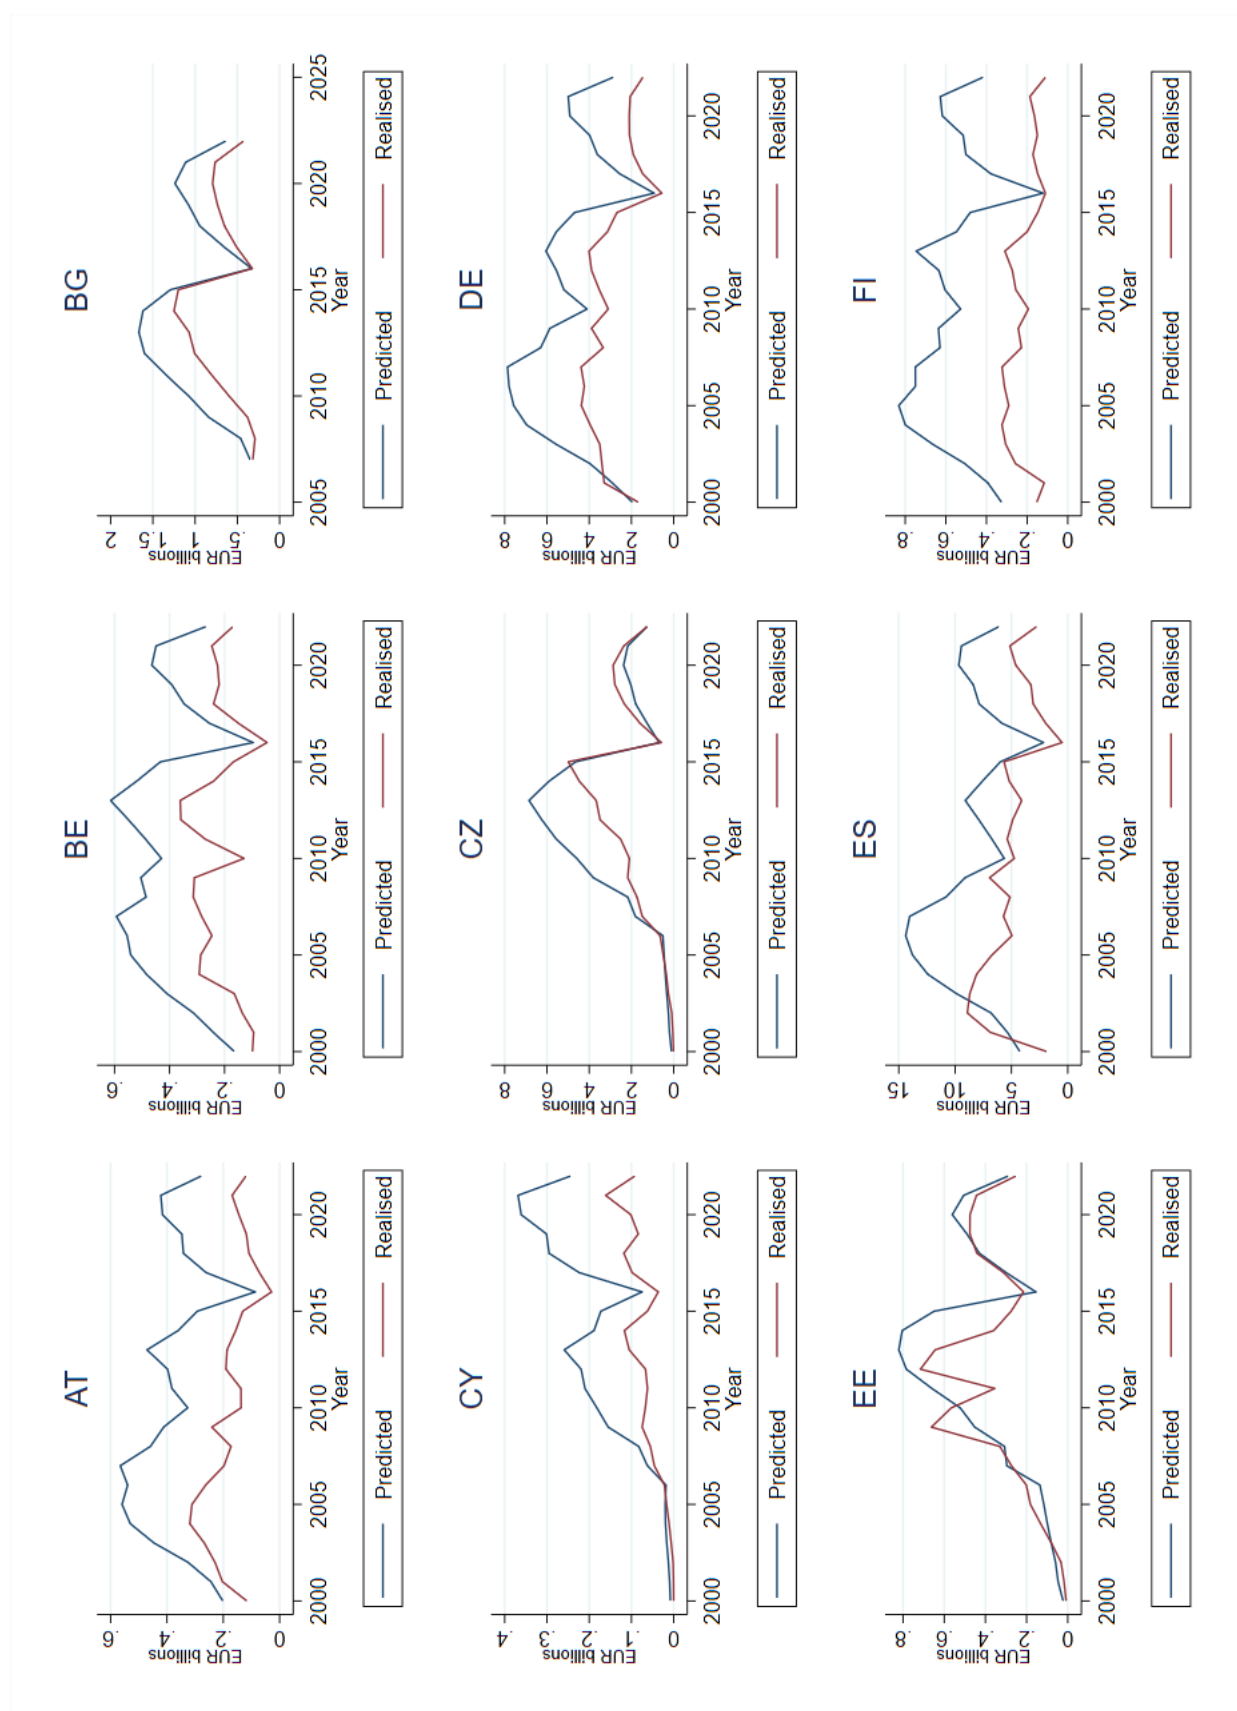 AT
EUR billions
.6
.4
.2
0
2000 2005 2010 2015 2020
Year
Predicted Realised
BE
EUR billions
.6
.4
.2
0
2000 2005 2010 2015 2020
Year
Predicted Realised
BG
EUR billions
2
1.5
1
.5
0
2005 2010 2015 2020 2025
Year
Predicted Realised
CY
EUR billions
.4
.3
.2
.1
0
2000 2005 2010 2015 2020
Year
Predicted Realised
CZ
EUR billions
8
6
4
2
0
2000 2005 2010 2015 2020
Year
Predicted Realised
DE
EUR billions
8
6
4
2
0
2000 2005 2010 2015 2020
Year
Predicted Realised
EE
EUR billions
.8
.6
.4
.2
0
2000 2005 2010 2015 2020
Year
Predicted Realised
ES
EUR billions
15
10
5
0
2000 2005 2010 2015 2020
Year
Predicted Realised
FI
EUR billions
.8
.6
.4
.2
0
2000 2005 2010 2015 2020
Year
Predicted Realised